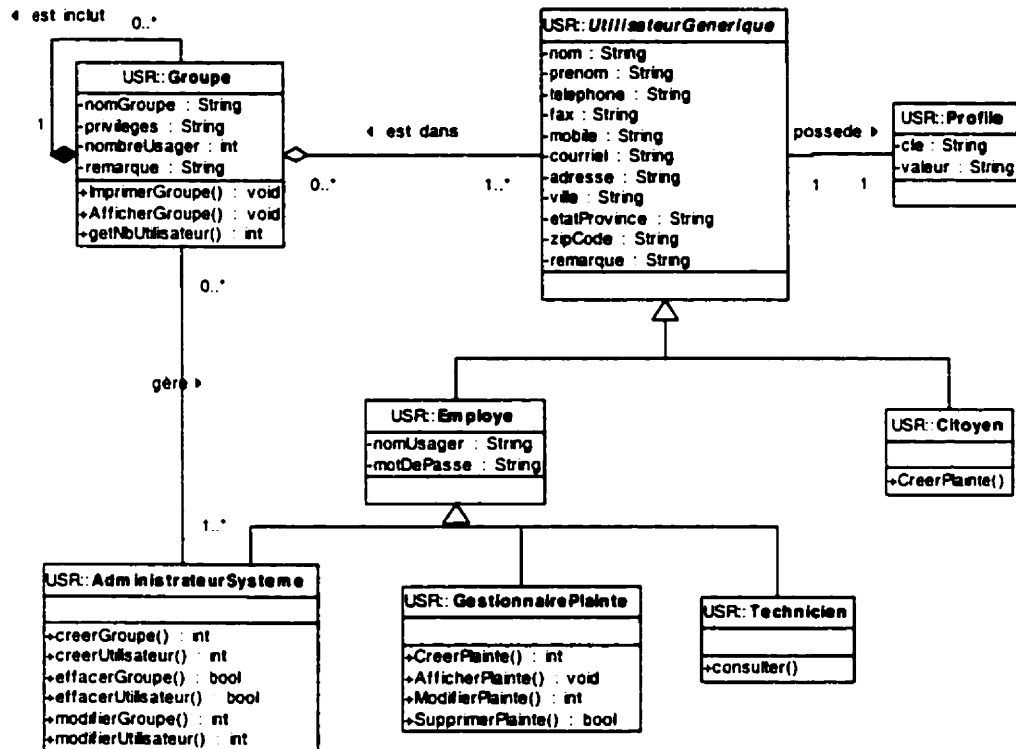 ◄ est inclut
0..*
USR::Groupe
-nomGroupe : String
-privileges : String
-nombreUsager : int
-remarque : String
+ImprimerGroupe() : void
+AfficherGroupe() : void
+getNbUtilisateur() : int
1
◄ est dans
0..*
1..*
USR::UtilisateurGenerique
-nom : String
-prenom : String
-telephone : String
-fax : String
-mobile : String
-courriel : String
-adresse : String
-ville : String
-etatProvince : String
-zipCode : String
-remarque : String
possede ►
1
1
USR::Profile
-cle : String
-valeur : String
0..*
gère ►
1..*
USR::Employe
-nomUsager : String
-motDePasse : String
USR::Citoyen
+CreerPlainte()
USR::AdministrateurSysteme
+creerGroupe() : int
+creerUtilisateur() : int
+effacerGroupe() : bool
+effacerUtilisateur() : bool
+modifierGroupe() : int
+modifierUtilisateur() : int
USR::GestionnairePlainte
+CreerPlainte() : int
+AfficherPlainte() : void
+ModifierPlainte() : int
+SupprimerPlainte() : bool
USR::Technicien
+consulter()